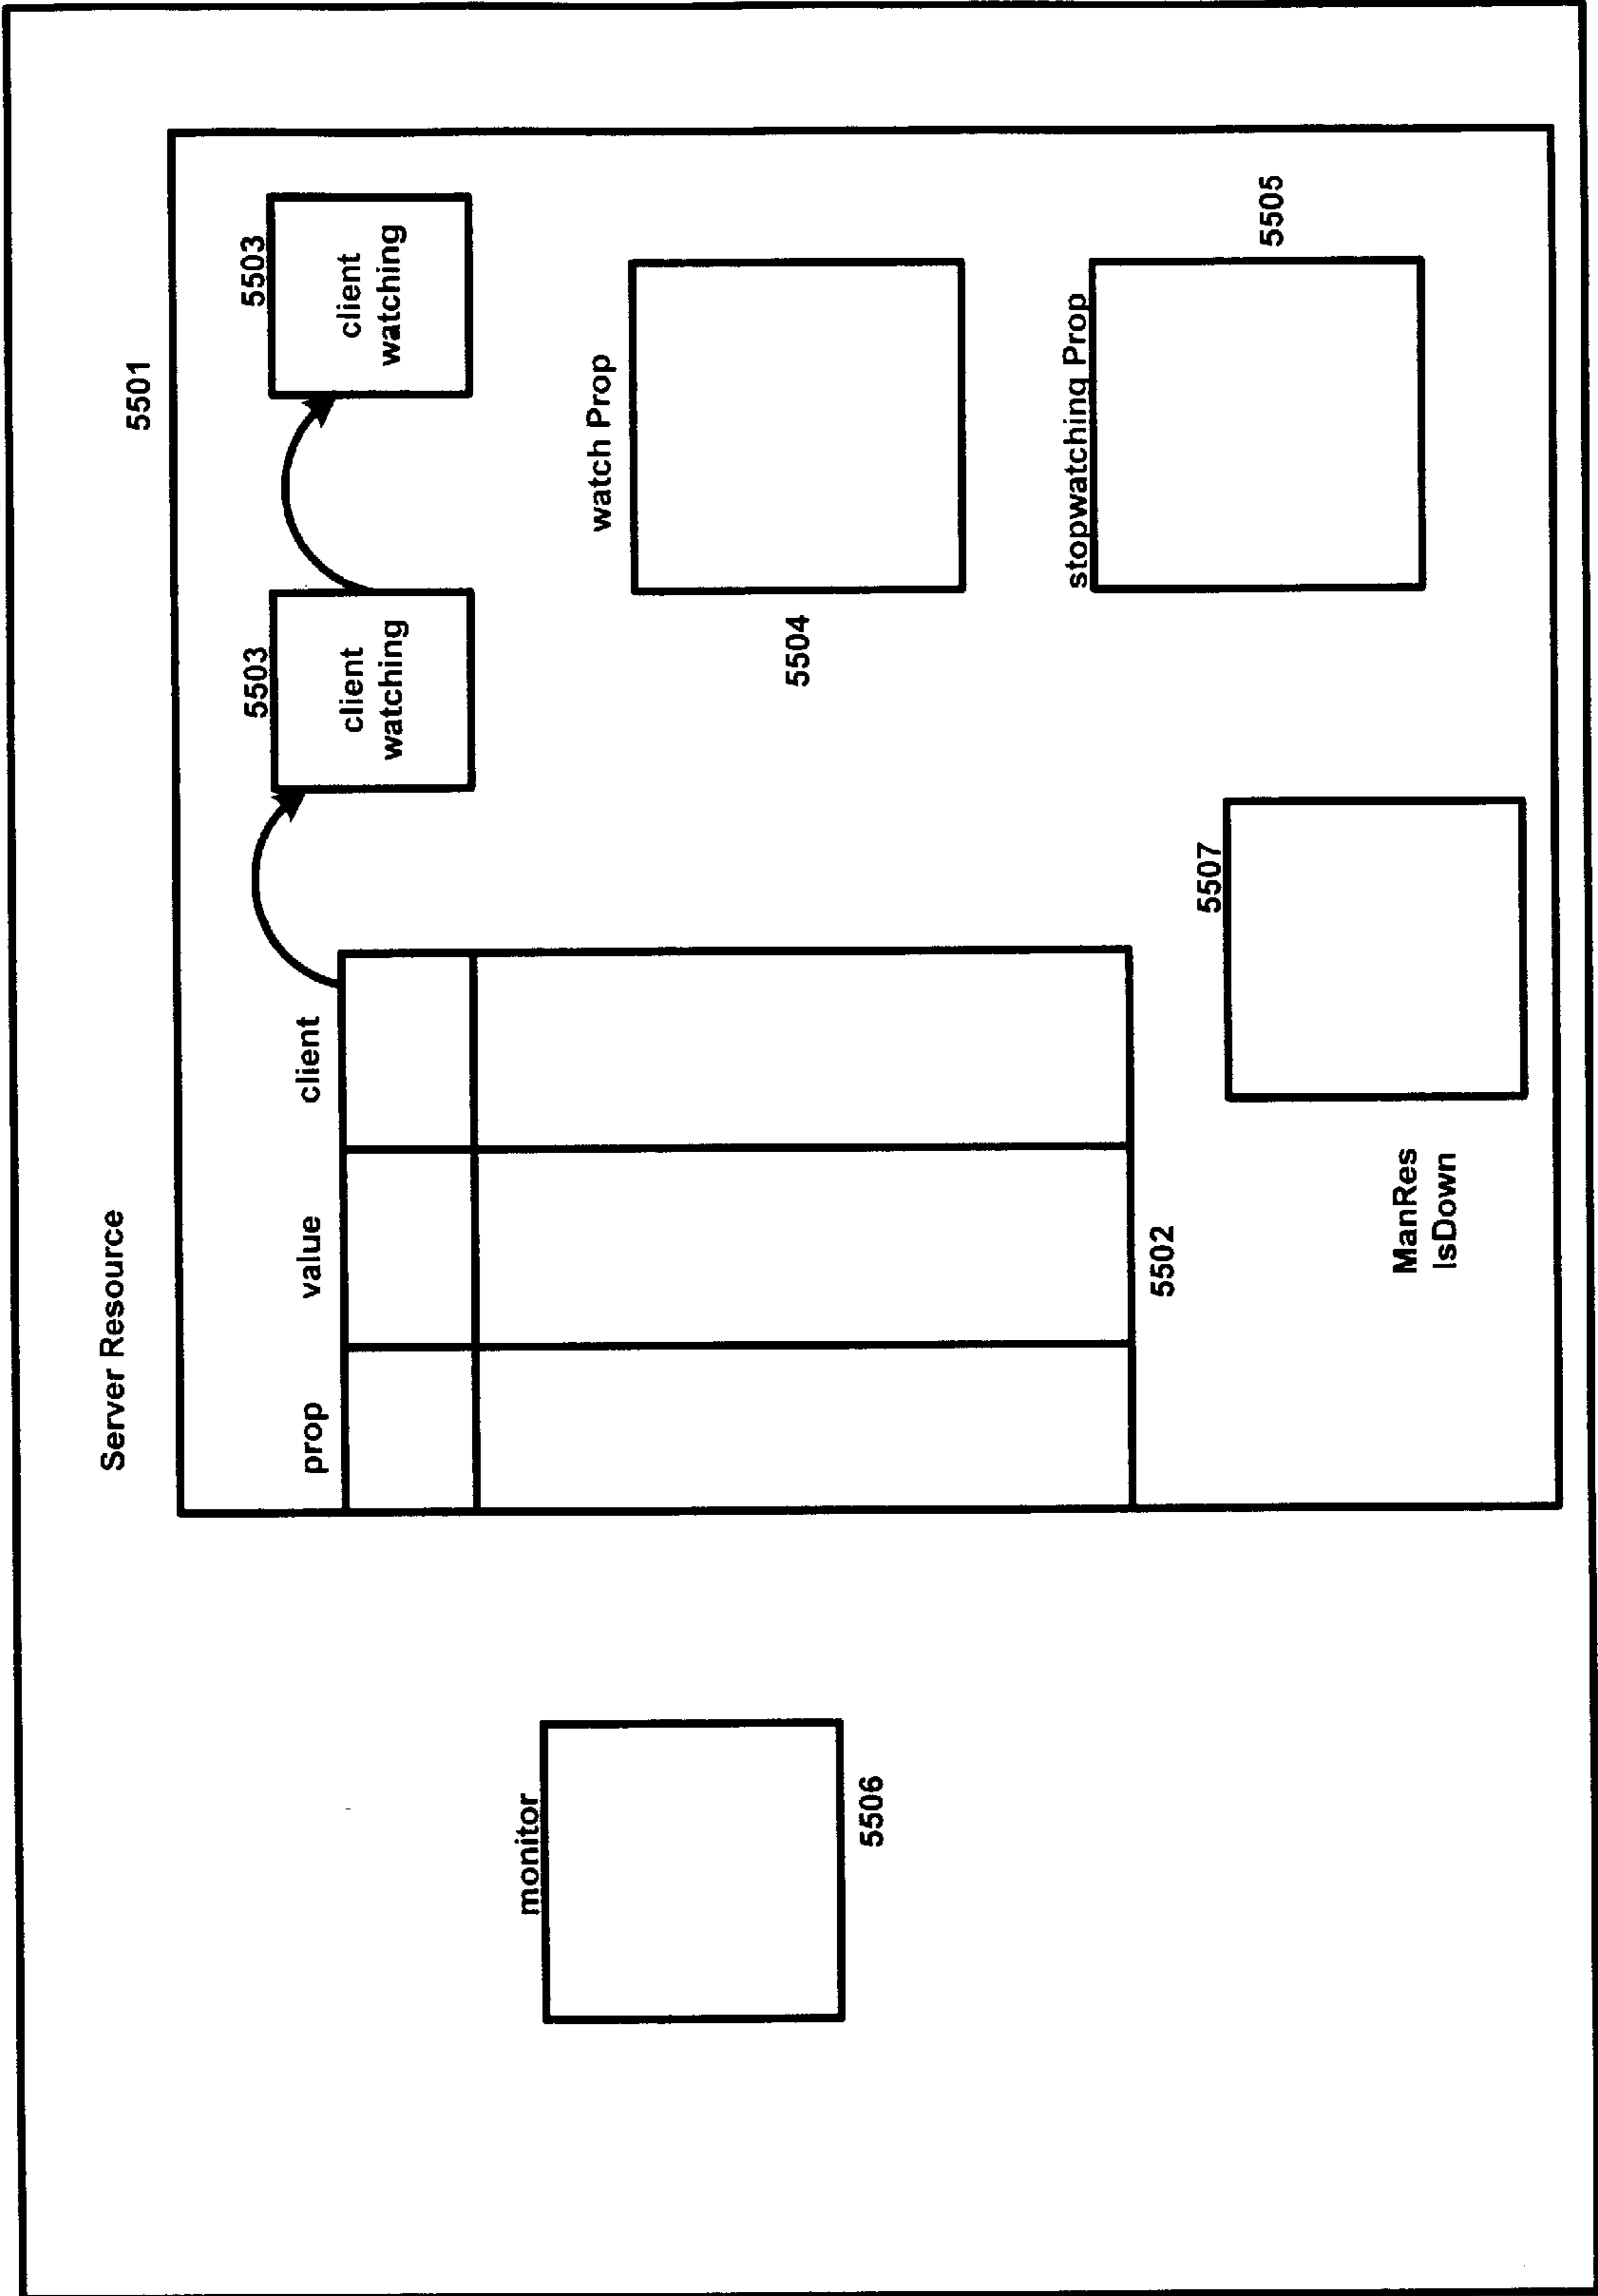 Server Resource
5501
prop
value
client
5503
client
watching
5503
client
watching
monitor
5506
watch Prop
5504
5502
stopwatching Prop
5505
5507
ManRes
IsDown